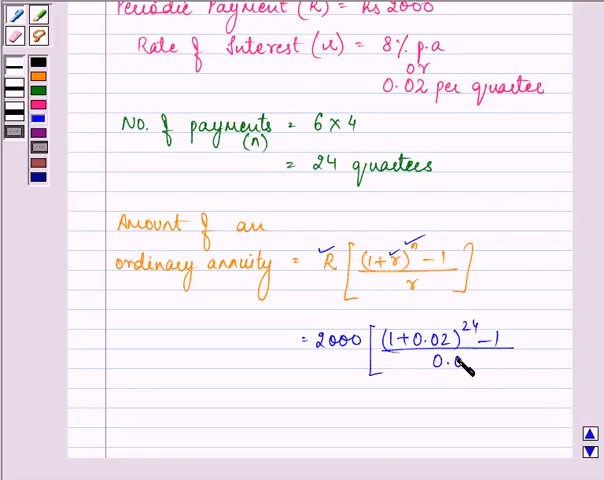 Periodic Payment (R) = Rs 2000
Rate of Interest (r) = 8% p.a
or
0.02 per quarter
No. of payments = 6 × 4
(n)
= 24 quarters
Amount of an
ordinary annuity = R [ (1+r)^n - 1 / r ]
= 2000 [ (1+0.02)^24 - 1 / 0.0